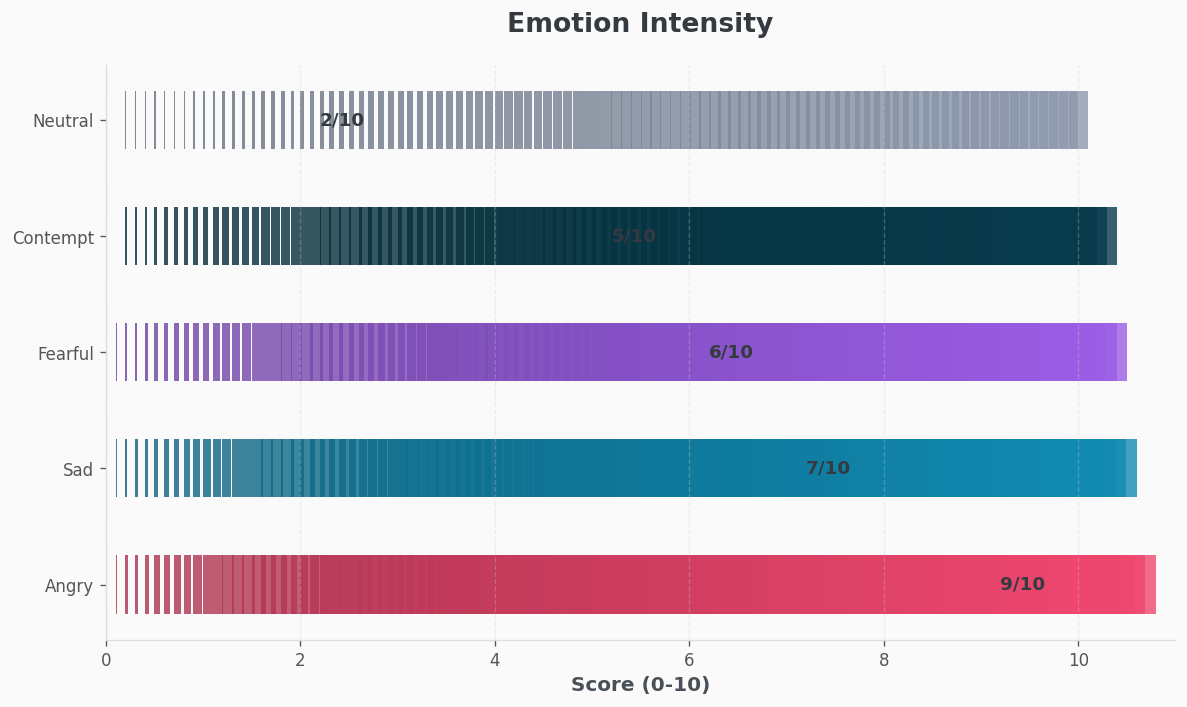 Emotion Intensity
Neutral
2/10
Contempt
5/10
Fearful
6/10
Sad
7/10
Angry
9/10
0 2 4 6 8 10
Score (0-10)